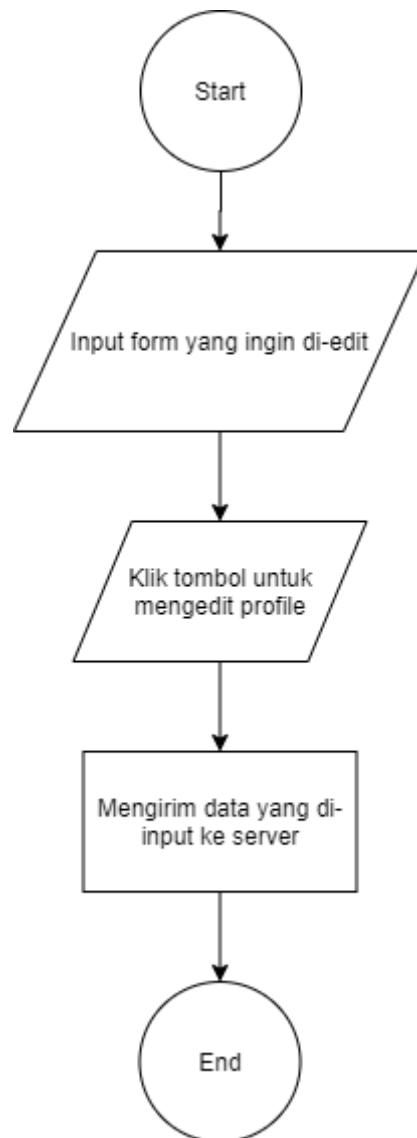 Start
Input form yang ingin di-edit
Klik tombol untuk
mengedit profile
Mengirim data yang di-
input ke server
End